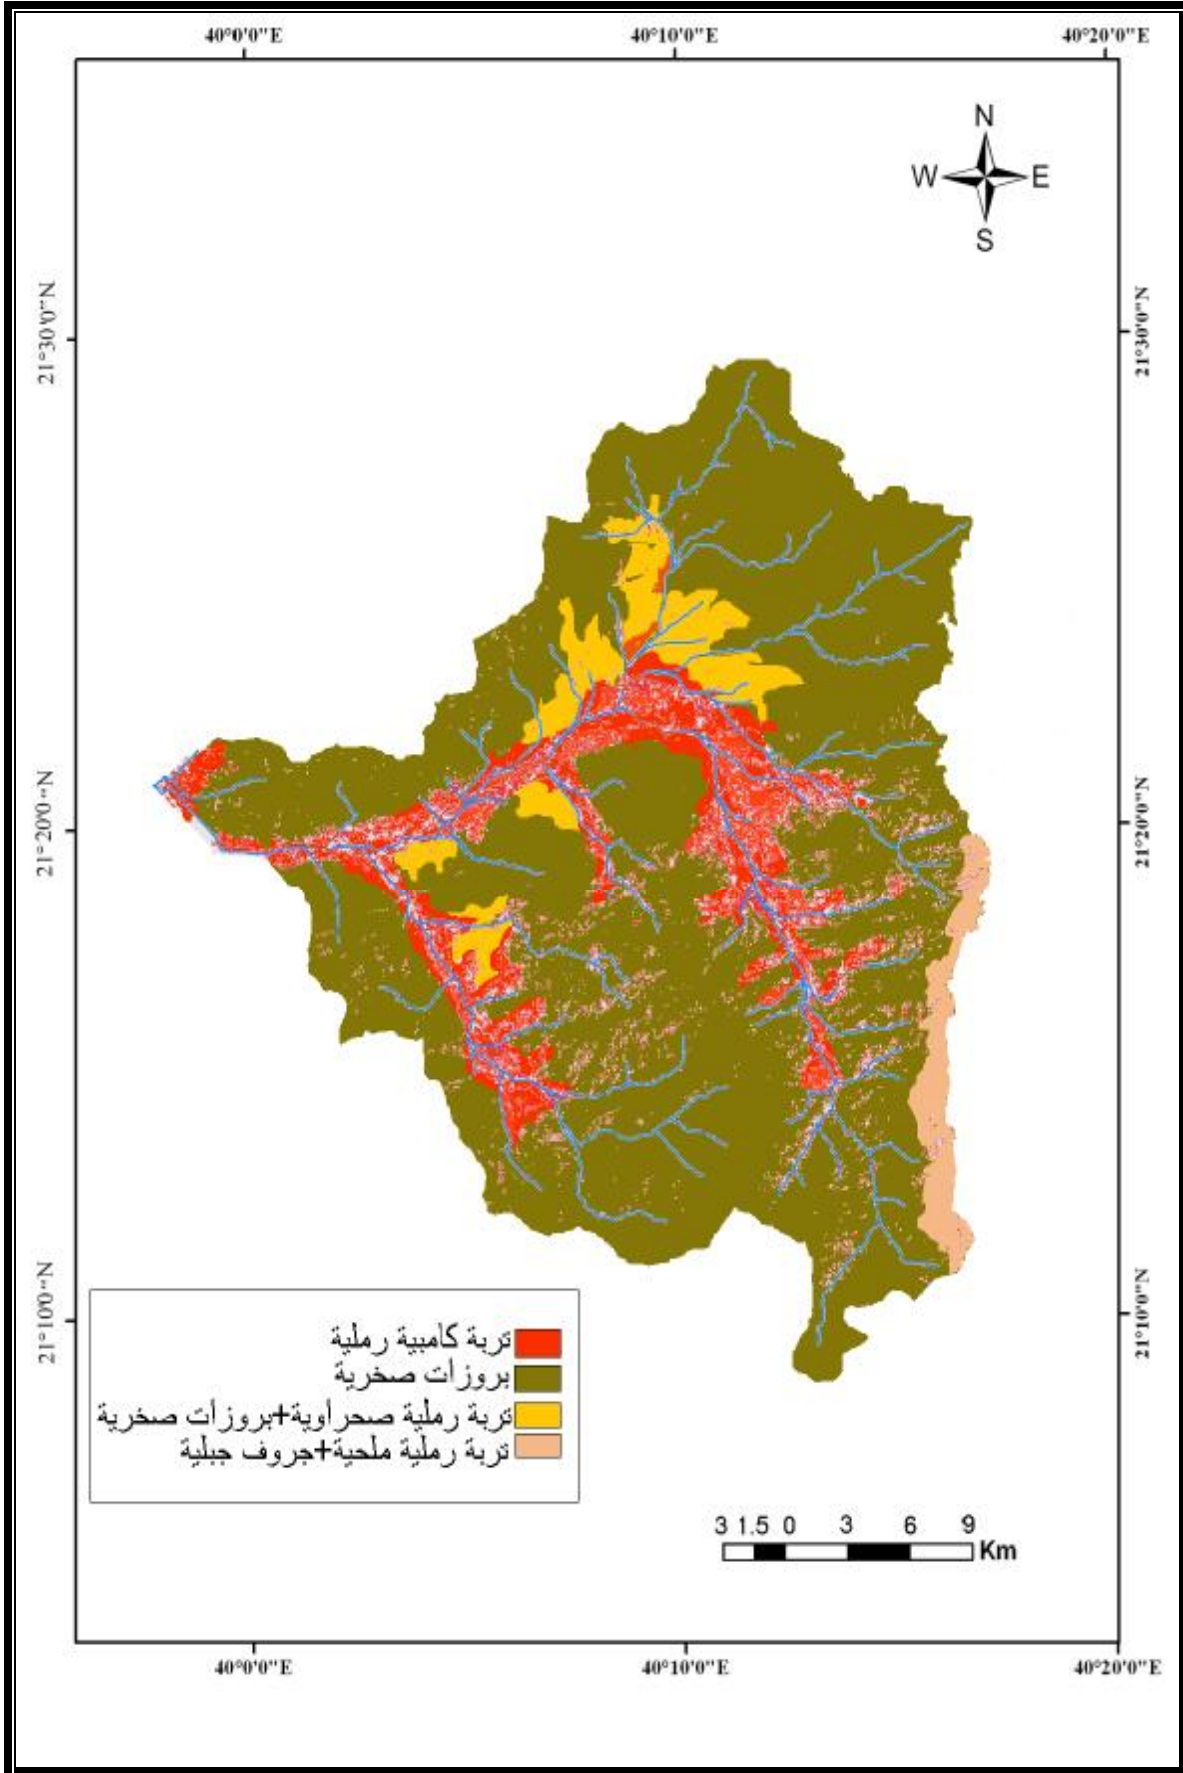 40°0'0"E 40°10'0"E 40°20'0"E
N
W E
S
21°30'0"N 21°30'0"N
21°20'0"N 21°20'0"N
21°10'0"N 21°10'0"N
تربة كامبية رملية
بروزات صخرية
تربة رملية صحراوية+بروزات صخرية
تربة رملية ملحية+جروف جبلية
3 1.5 0 3 6 9
Km
40°0'0"E 40°10'0"E 40°20'0"E